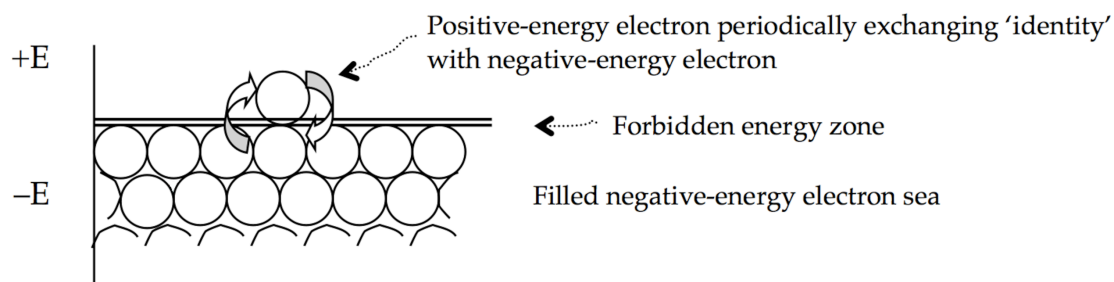 Positive-energy electron periodically exchanging ‘identity’
+E
with negative-energy electron
Forbidden energy zone
–E
Filled negative-energy electron sea